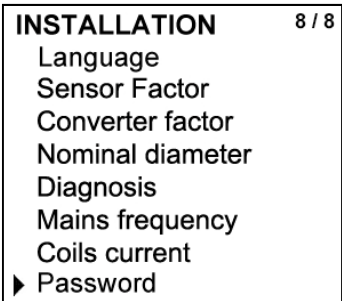 INSTALLATION 8 / 8
Language
Sensor Factor
Converter factor
Nominal diameter
Diagnosis
Mains frequency
Coils current
Password